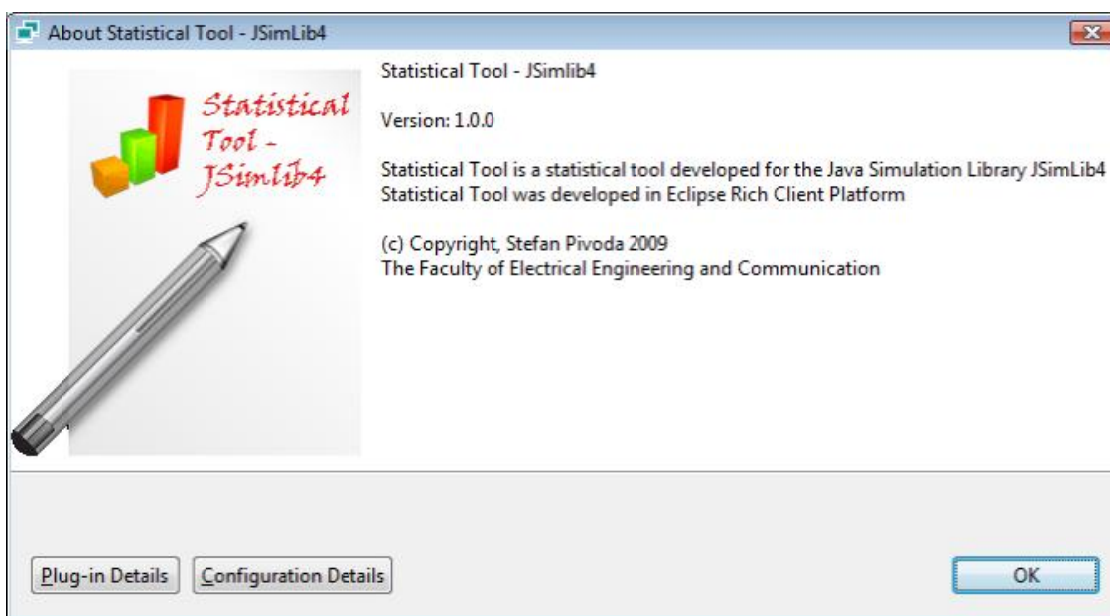 About Statistical Tool - JSimLib4
Statistical
Tool -
JSimlib4
Statistical Tool - JSimlib4
Version: 1.0.0
Statistical Tool is a statistical tool developed for the Java Simulation Library JSimLib4
Statistical Tool was developed in Eclipse Rich Client Platform
(c) Copyright, Stefan Pivoda 2009
The Faculty of Electrical Engineering and Communication
Plug-in Details
Configuration Details
OK